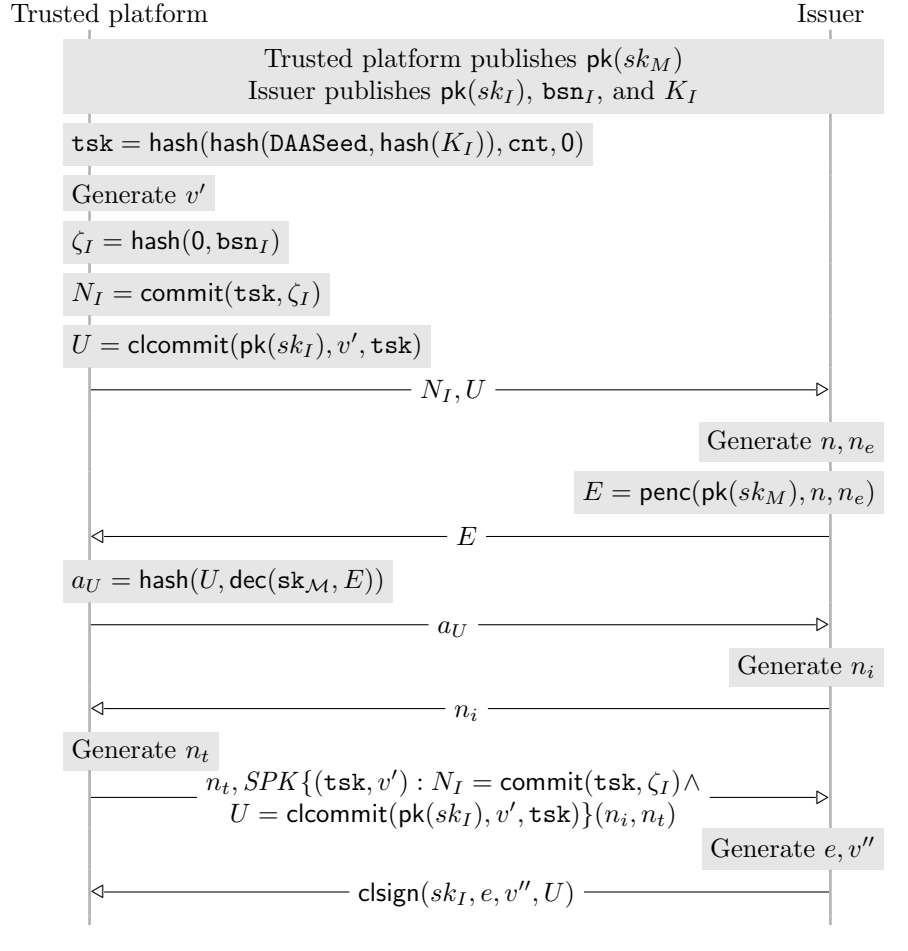 Trusted platform Issuer
Trusted platform publishes pk(sk_M)
Issuer publishes pk(sk_I), bsn_I, and K_I
tsk = hash(hash(DAASeed, hash(K_I)), cnt, 0)
Generate v′
ζ_I = hash(0, bsn_I)
N_I = commit(tsk, ζ_I)
U = clcommit(pk(sk_I), v′, tsk)
N_I, U
Generate n, n_e
E = penc(pk(sk_M), n, n_e)
E
a_U = hash(U, dec(sk_ℳ, E))
a_U
Generate n_i
n_i
Generate n_t
n_t, SPK{(tsk, v′) : N_I = commit(tsk, ζ_I)∧
U = clcommit(pk(sk_I), v′, tsk)}(n_i, n_t)
Generate e, v″
clsign(sk_I, e, v″, U)